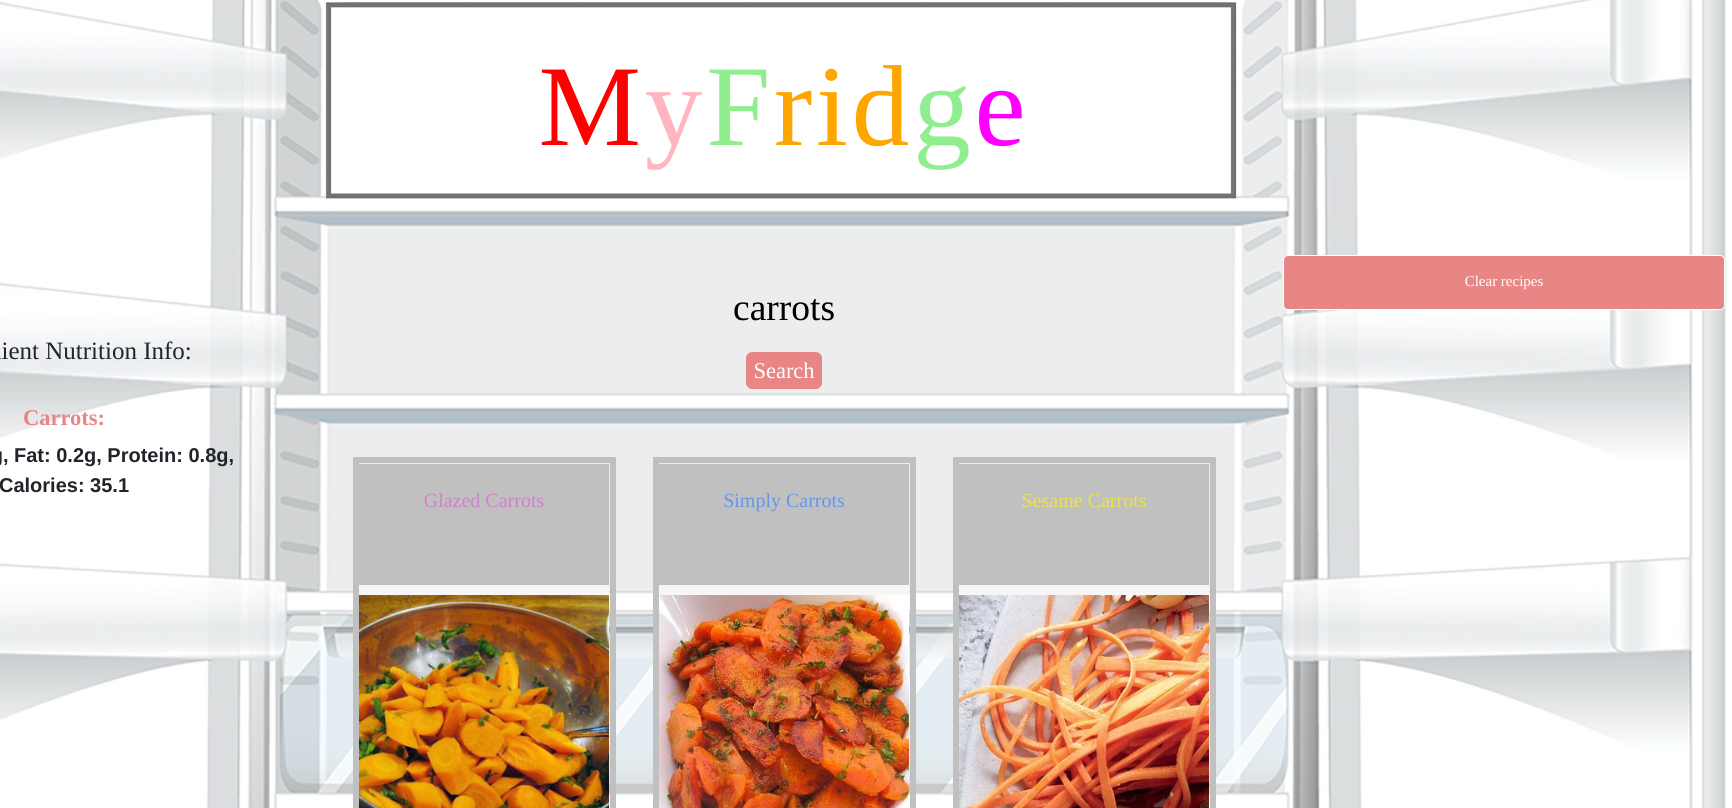 MyFridge
carrots
Search
Clear recipes
Nutrition Info:
Carrots:
Fat: 0.2g, Protein: 0.8g,
Calories: 35.1
Glazed Carrots
Simply Carrots
Sesame Carrots